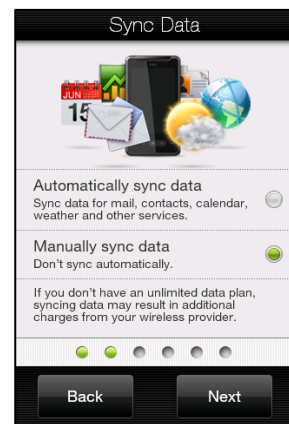 Sync Data
JUN
15
Automatically sync data
Sync data for mail, contacts, calendar,
weather and other services.
Manually sync data
Don't sync automatically.
If you don't have an unlimited data plan,
syncing data may result in additional
charges from your wireless provider.
Back
Next